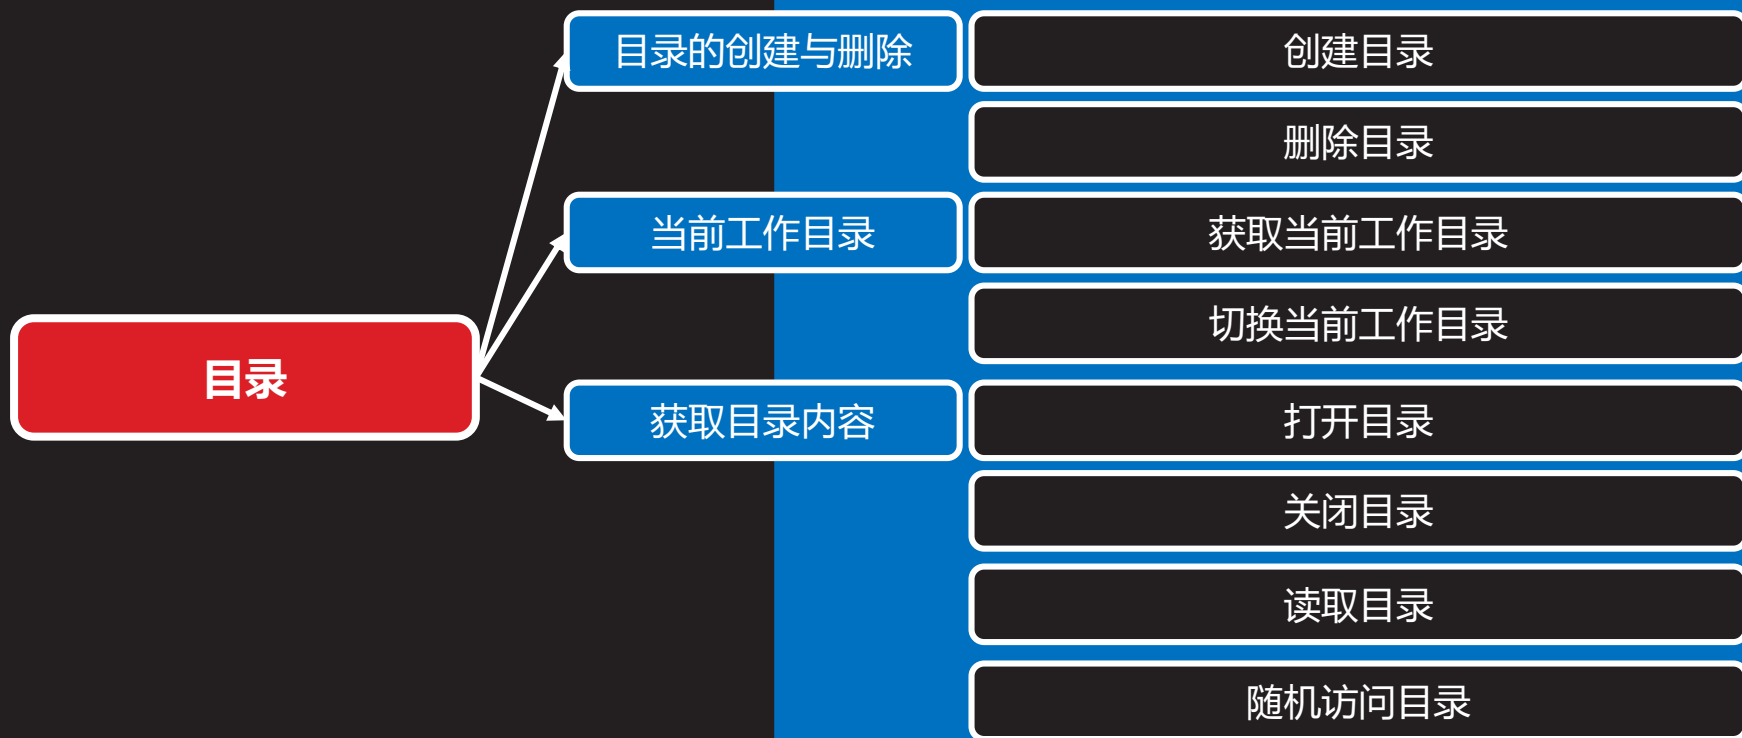 目录
目录的创建与删除
创建目录
删除目录
当前工作目录
获取当前工作目录
切换当前工作目录
获取目录内容
打开目录
关闭目录
读取目录
随机访问目录